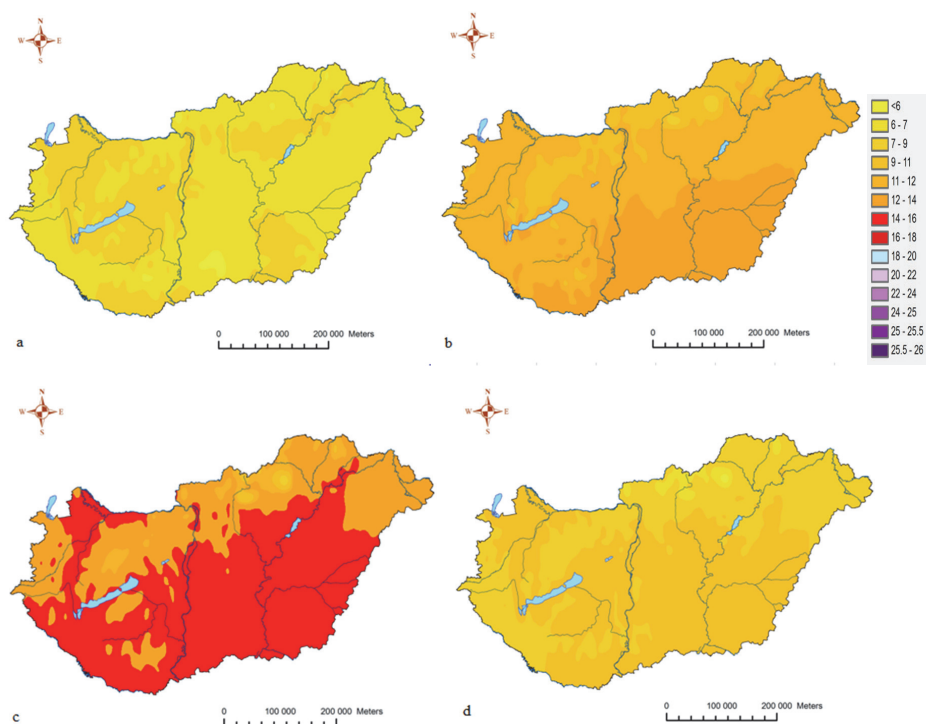 N
W E
S
N
W E
S
<6
6 - 7
7 - 9
9 - 11
11 - 12
12 - 14
14 - 16
16 - 18
18 - 20
20 - 22
22 - 24
24 - 25
25 - 25.5
25.5 - 26
0 100 000 200 000 Meters
a
0 100 000 200 000 Meters
b
N
W E
S
N
W E
S
0 100 000 200 000 Meters
c
0 100 000 200 000 Meters
d